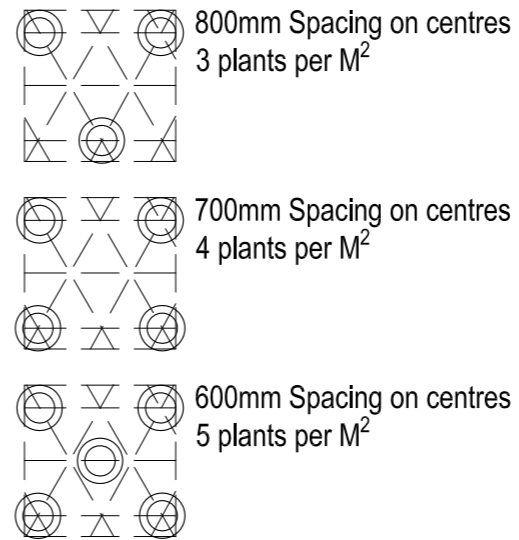 800mm Spacing on centres
3 plants per M²
700mm Spacing on centres
4 plants per M²
600mm Spacing on centres
5 plants per M²